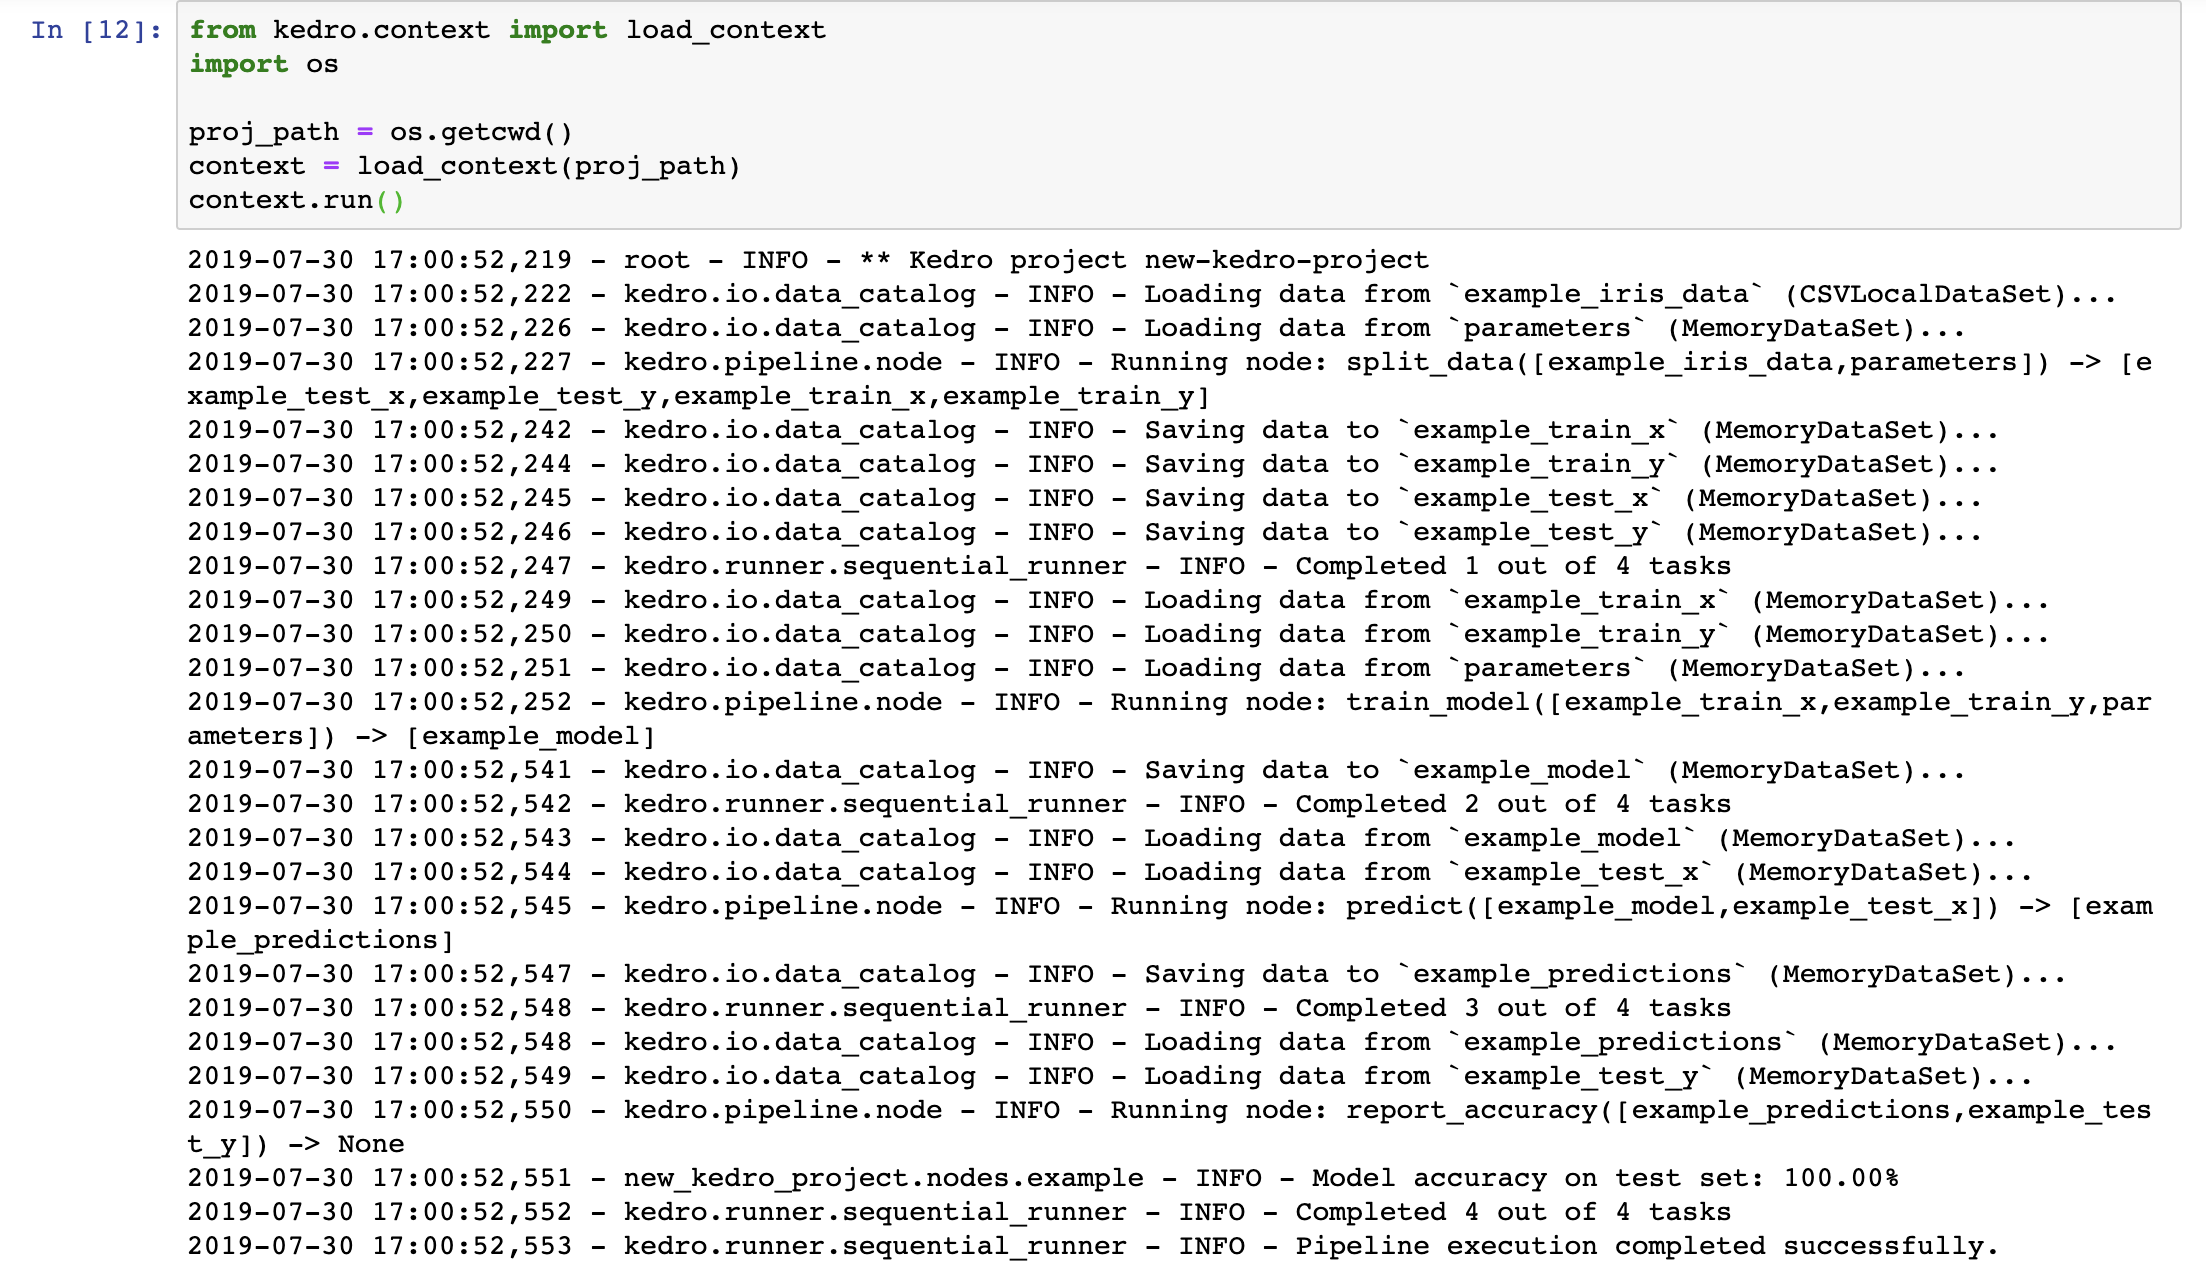 In [12]:
from kedro.context import load_context
import os
proj_path = os.getcwd()
context = load_context(proj_path)
context.run()
2019-07-30 17:00:52,219 - root - INFO - ** Kedro project new-kedro-project
2019-07-30 17:00:52,222 - kedro.io.data_catalog - INFO - Loading data from `example_iris_data` (CSVLocalDataSet)...
2019-07-30 17:00:52,226 - kedro.io.data_catalog - INFO - Loading data from `parameters` (MemoryDataSet)...
2019-07-30 17:00:52,227 - kedro.pipeline.node - INFO - Running node: split_data([example_iris_data,parameters]) -> [e
xample_test_x,example_test_y,example_train_x,example_train_y]
2019-07-30 17:00:52,242 - kedro.io.data_catalog - INFO - Saving data to `example_train_x` (MemoryDataSet)...
2019-07-30 17:00:52,244 - kedro.io.data_catalog - INFO - Saving data to `example_train_y` (MemoryDataSet)...
2019-07-30 17:00:52,245 - kedro.io.data_catalog - INFO - Saving data to `example_test_x` (MemoryDataSet)...
2019-07-30 17:00:52,246 - kedro.io.data_catalog - INFO - Saving data to `example_test_y` (MemoryDataSet)...
2019-07-30 17:00:52,247 - kedro.runner.sequential_runner - INFO - Completed 1 out of 4 tasks
2019-07-30 17:00:52,249 - kedro.io.data_catalog - INFO - Loading data from `example_train_x` (MemoryDataSet)...
2019-07-30 17:00:52,250 - kedro.io.data_catalog - INFO - Loading data from `example_train_y` (MemoryDataSet)...
2019-07-30 17:00:52,251 - kedro.io.data_catalog - INFO - Loading data from `parameters` (MemoryDataSet)...
2019-07-30 17:00:52,252 - kedro.pipeline.node - INFO - Running node: train_model([example_train_x,example_train_y,par
ameters]) -> [example_model]
2019-07-30 17:00:52,541 - kedro.io.data_catalog - INFO - Saving data to `example_model` (MemoryDataSet)...
2019-07-30 17:00:52,542 - kedro.runner.sequential_runner - INFO - Completed 2 out of 4 tasks
2019-07-30 17:00:52,543 - kedro.io.data_catalog - INFO - Loading data from `example_model` (MemoryDataSet)...
2019-07-30 17:00:52,544 - kedro.io.data_catalog - INFO - Loading data from `example_test_x` (MemoryDataSet)...
2019-07-30 17:00:52,545 - kedro.pipeline.node - INFO - Running node: predict([example_model,example_test_x]) -> [exam
ple_predictions]
2019-07-30 17:00:52,547 - kedro.io.data_catalog - INFO - Saving data to `example_predictions` (MemoryDataSet)...
2019-07-30 17:00:52,548 - kedro.runner.sequential_runner - INFO - Completed 3 out of 4 tasks
2019-07-30 17:00:52,548 - kedro.io.data_catalog - INFO - Loading data from `example_predictions` (MemoryDataSet)...
2019-07-30 17:00:52,549 - kedro.io.data_catalog - INFO - Loading data from `example_test_y` (MemoryDataSet)...
2019-07-30 17:00:52,550 - kedro.pipeline.node - INFO - Running node: report_accuracy([example_predictions,example_tes
t_y]) -> None
2019-07-30 17:00:52,551 - new_kedro_project.nodes.example - INFO - Model accuracy on test set: 100.00%
2019-07-30 17:00:52,552 - kedro.runner.sequential_runner - INFO - Completed 4 out of 4 tasks
2019-07-30 17:00:52,553 - kedro.runner.sequential_runner - INFO - Pipeline execution completed successfully.